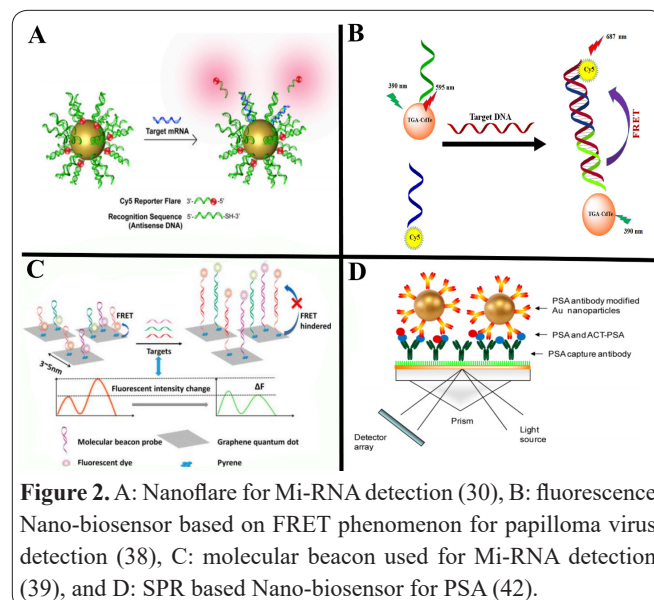 A
Target mRNA
Cy5 Reporter Flare 3'- -5'
Recognition Sequence 5'- -SH-3'
(Antisense DNA)
B
687 nm
Cy5
390 nm
595 nm
TGA-CdTe
Target DNA
FRET
Cy5
TGA-CdTe
390 nm
C
FRET
FRET
hindered
Targets
3~5nm
Fluorescent intensity change
ΔF
Molecular beacon probe
Graphene quantum dot
Fluorescent dye
Pyrene
D
PSA antibody modified
Au nanoparticles
PSA and ACT-PSA
PSA capture antibody
Prism
Detector
array
Light
source
Figure 2. A: Nanoflare for Mi-RNA detection (30), B: fluorescence
Nano-biosensor based on FRET phenomenon for papilloma virus
detection (38), C: molecular beacon used for Mi-RNA detection
(39), and D: SPR based Nano-biosensor for PSA (42).